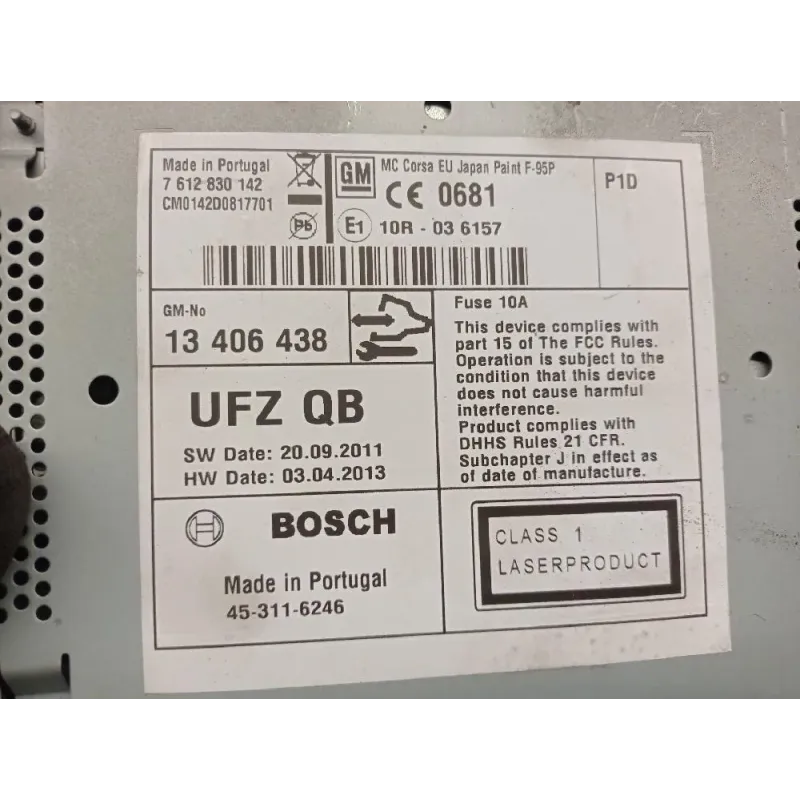 Made in Portugal
7 612 830 142
CM0142D0817701
Pb
GM
MC Corsa EU Japan Paint F-95P
CE 0681
E1 10R - 03 6157
P1D
GM-No
13 406 438
UFZ QB
SW Date: 20.09.2011
HW Date: 03.04.2013
Fuse 10A
This device complies with
part 15 of The FCC Rules.
Operation is subject to the
condition that this device
does not cause harmful
interference.
Product complies with
DHHS Rules 21 CFR.
Subchapter J in effect as
of date of manufacture.
BOSCH
Made in Portugal
45-311-6246
CLASS 1
LASERPRODUCT